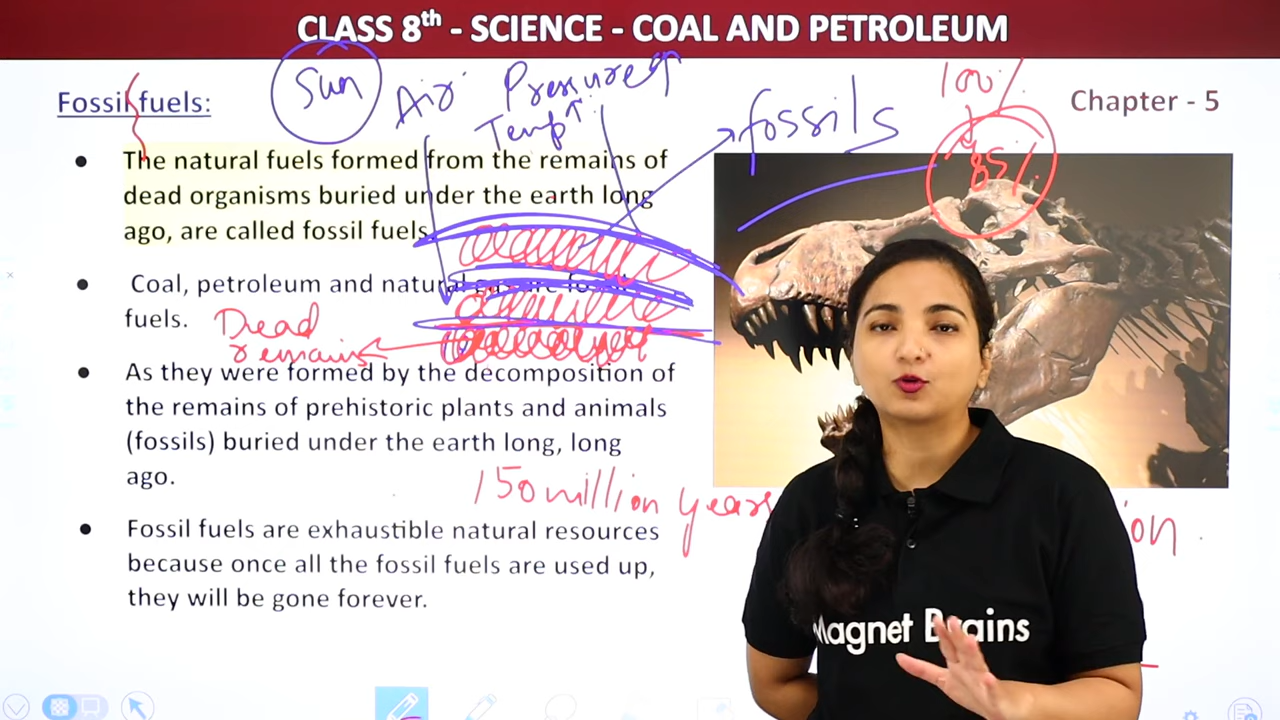 CLASS 8th - SCIENCE - COAL AND PETROLEUM
Fossil fuels:
Sun
Air
Pressure↑
Temp↑
fossils
100%
85%
Chapter - 5
● The natural fuels formed from the remains of
dead organisms buried under the earth long
ago, are called fossil fuels.
● Coal, petroleum and natural gas are fossil
fuels.
Dead
remains
● As they were formed by the decomposition of
the remains of prehistoric plants and animals
(fossils) buried under the earth long, long
ago.
150 million years
ion
● Fossil fuels are exhaustible natural resources
because once all the fossil fuels are used up,
they will be gone forever.
Magnet Brains